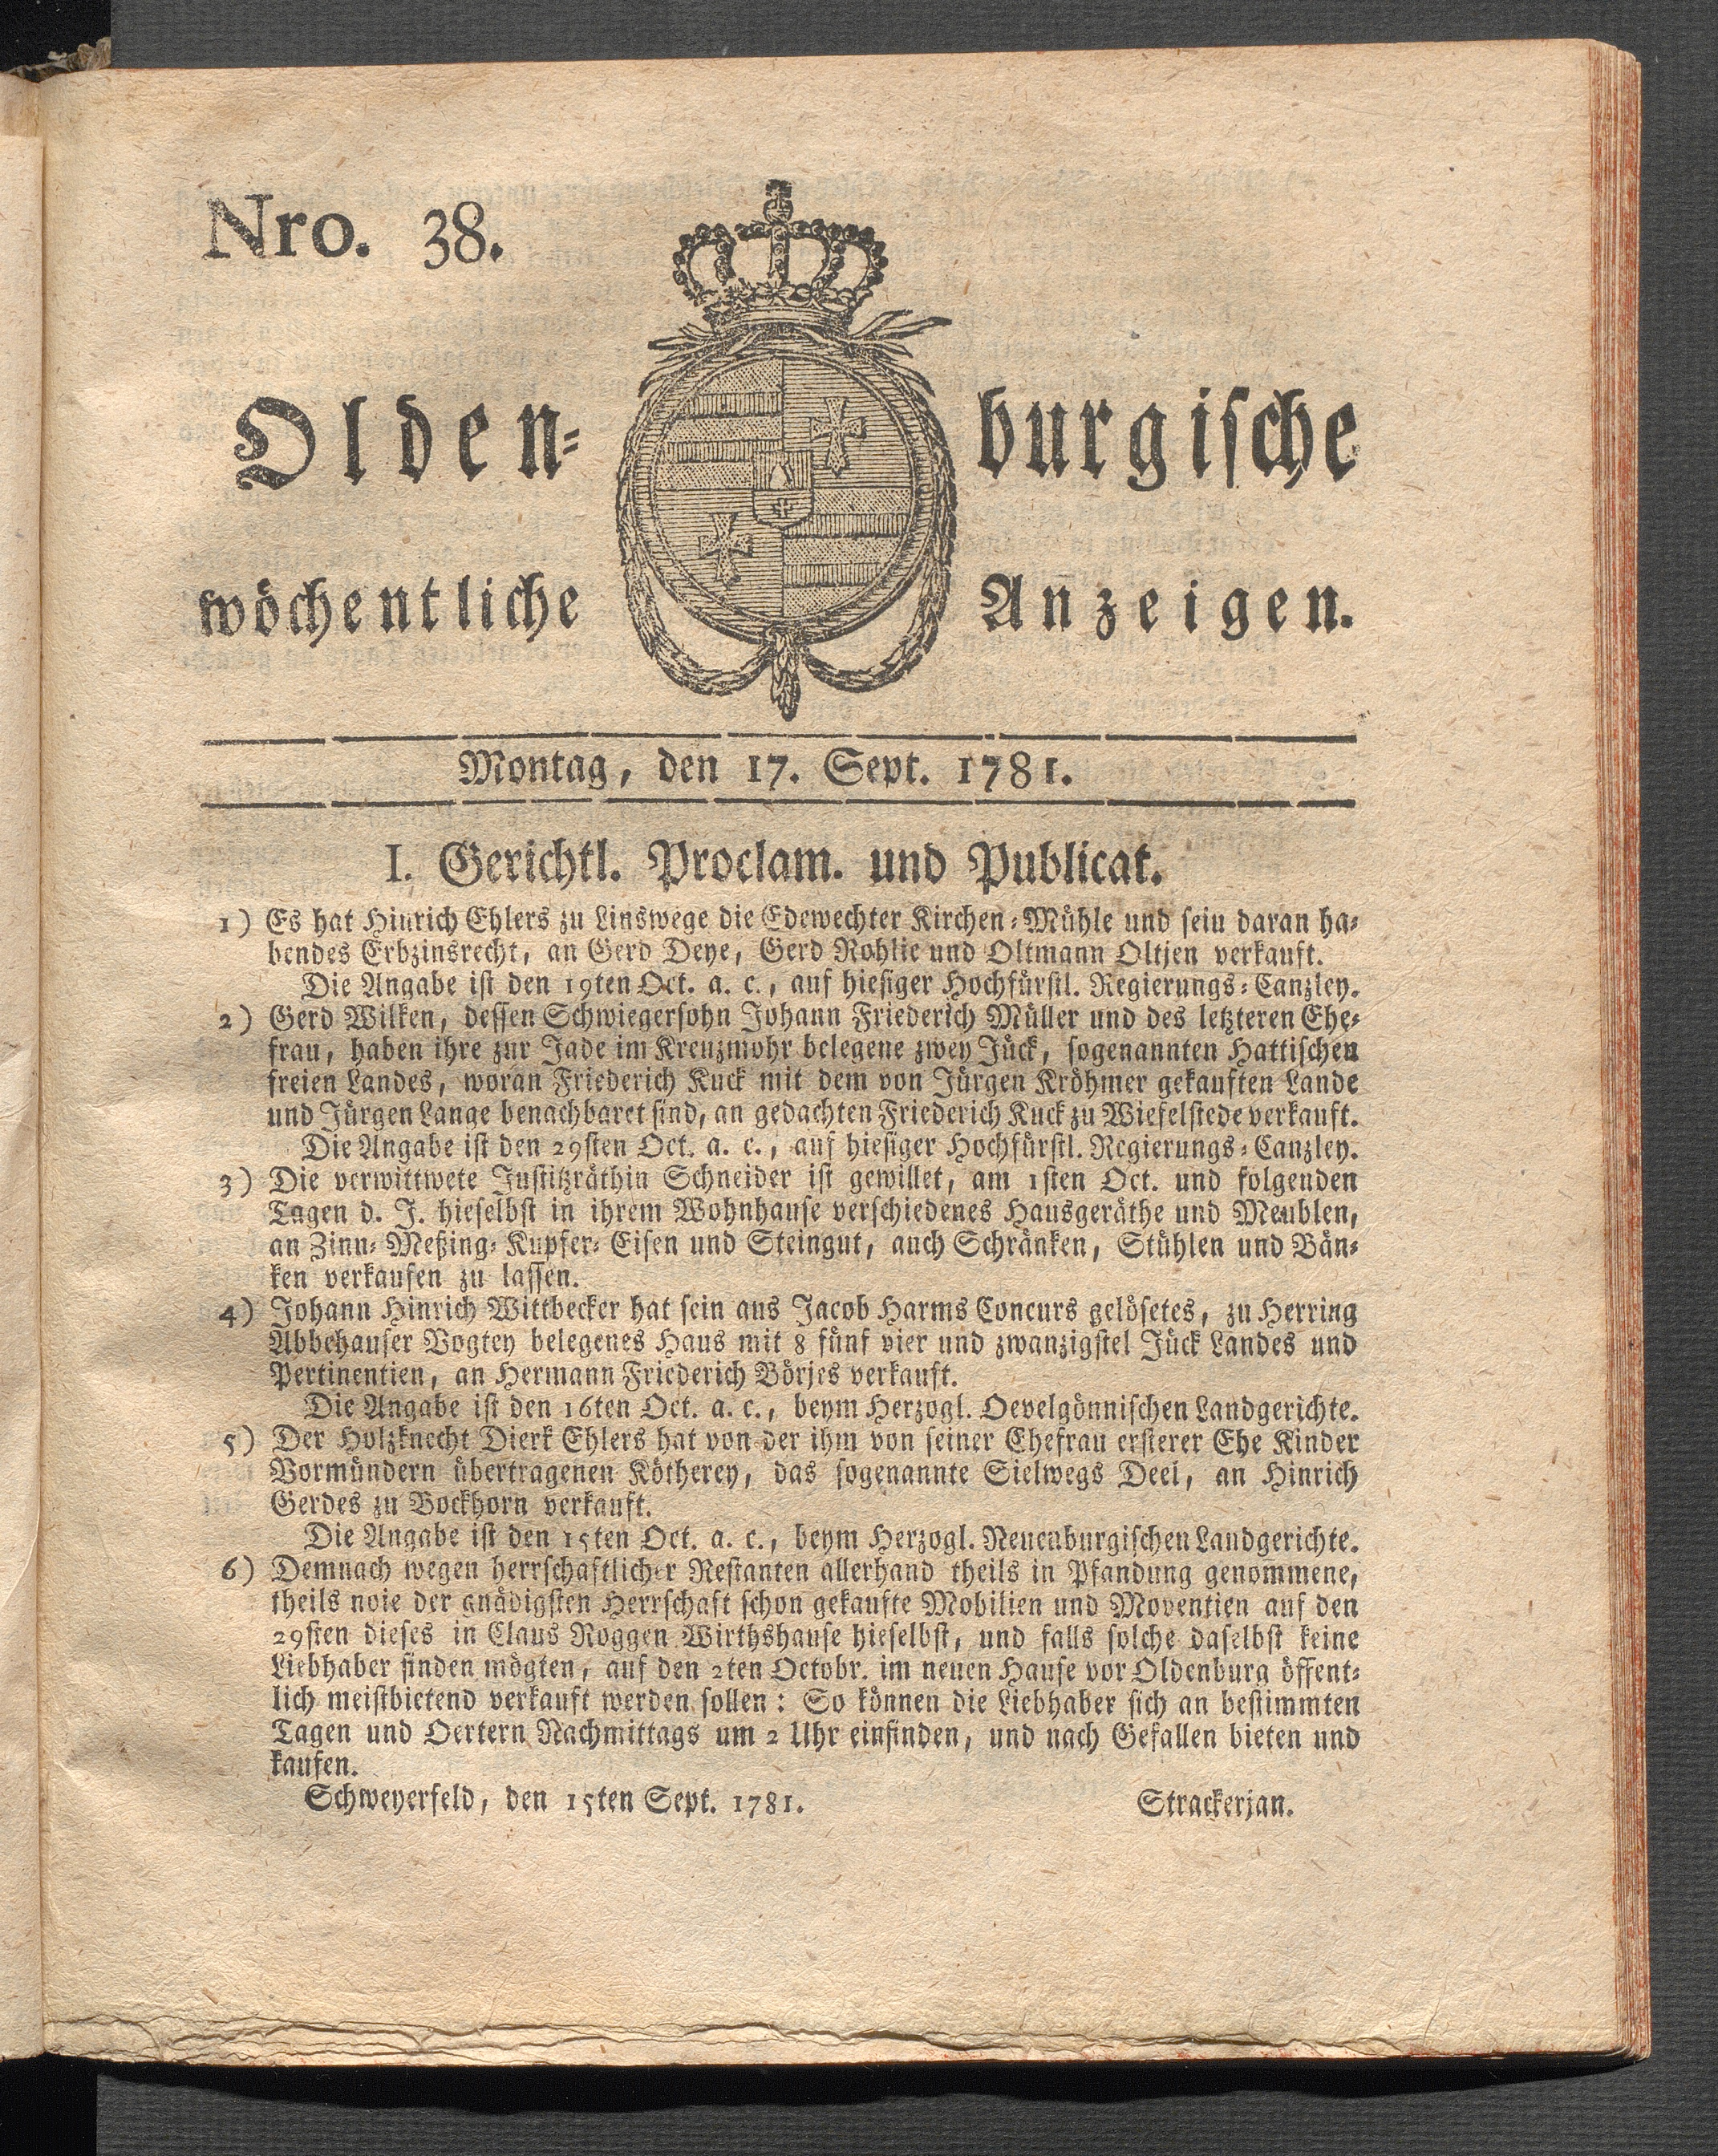 Nro. 38.
Olden-burgische
wöchentliche Anzeigen.
Montag, den 17. Sept. 1781.
I. Gerichtl. Proclam. und Publicat.
1) Es hat Hinrich Ehlers zu Linswege die Edewechter Kirchen-Mühle und sein daran ha-
bendes Erbzinsrecht, an Gerd Deye, Gerd Rohlie und Oltmann Oltjen verkauft.
Die Angabe ist den 19ten Oct. a. c., auf hiesiger Hochfürstl. Regierungs-Canzley.
2) Gerd Wilken, dessen Schwiegersohn Johann Friederich Müller und des letzteren Ehe-
frau, haben ihre zur Jade im Kreuzmohr belegene zwey Jück, sogenannten Hattischen
freien Landes, woran Friederich Kuck mit dem von Jürgen Kröhmer gekauften Lande
und Jürgen Lange benachbaret sind, an gedachten Friederich Kuck zu Wiefelstede verkauft.
Die Angabe ist den 29sten Oct. a. c., auf hiesiger Hochfürstl. Regierungs-Canzley.
3) Die verwittwete Justitzräthin Schneider ist gewillet, am 1sten Oct. und folgenden
Tagen d. J. hieselbst in ihrem Wohnhause verschiedenes Hausgeräthe und Meublen,
an Zinn- Meßing- Kupfer- Eisen und Steingut, auch Schränken, Stühlen und Bän-
ken verkaufen zu lassen.
4) Johann Hinrich Wittbecker hat sein aus Jacob Harms Concurs gelösetes, zu Herring
Abbehauser Vogtey belegenes Haus mit 8 fünf vier und zwanzigstel Jück Landes und
Pertinentien, an Hermann Friederich Börjes verkauft.
Die Angabe ist den 16ten Oct. a. c., beym Herzogl. Oevelgönnischen Landgerichte.
5) Der Holzknecht Dierk Ehlers hat von der ihm von seiner Ehefrau ersterer Ehe Kinder
Vormündern übertragenen Kötherey, das sogenannte Sielwegs Deel, an Hinrich
Gerdes zu Bockhorn verkauft.
Die Angabe ist den 15ten Oct. a. c., beym Herzogl. Neuenburgischen Landgerichte.
6) Demnach wegen herrschaftlicher Restanten allerhand theils in Pfandung genommene,
theils noie der gnädigsten Herrschaft schon gekaufte Mobilien und Moventien auf den
29sten dieses in Claus Roggen Wirthshause hieselbst, und falls solche daselbst keine
Liebhaber finden mögten, auf den 2ten Octobr. im neuen Hause vor Oldenburg öffent-
lich meistbietend verkauft werden sollen: So können die Liebhaber sich an bestimmten
Tagen und Oertern Nachmittags um 2 Uhr einfinden, und nach Gefallen bieten und
kaufen.
Schweyerfeld, den 15ten Sept. 1781. Strackerjan.